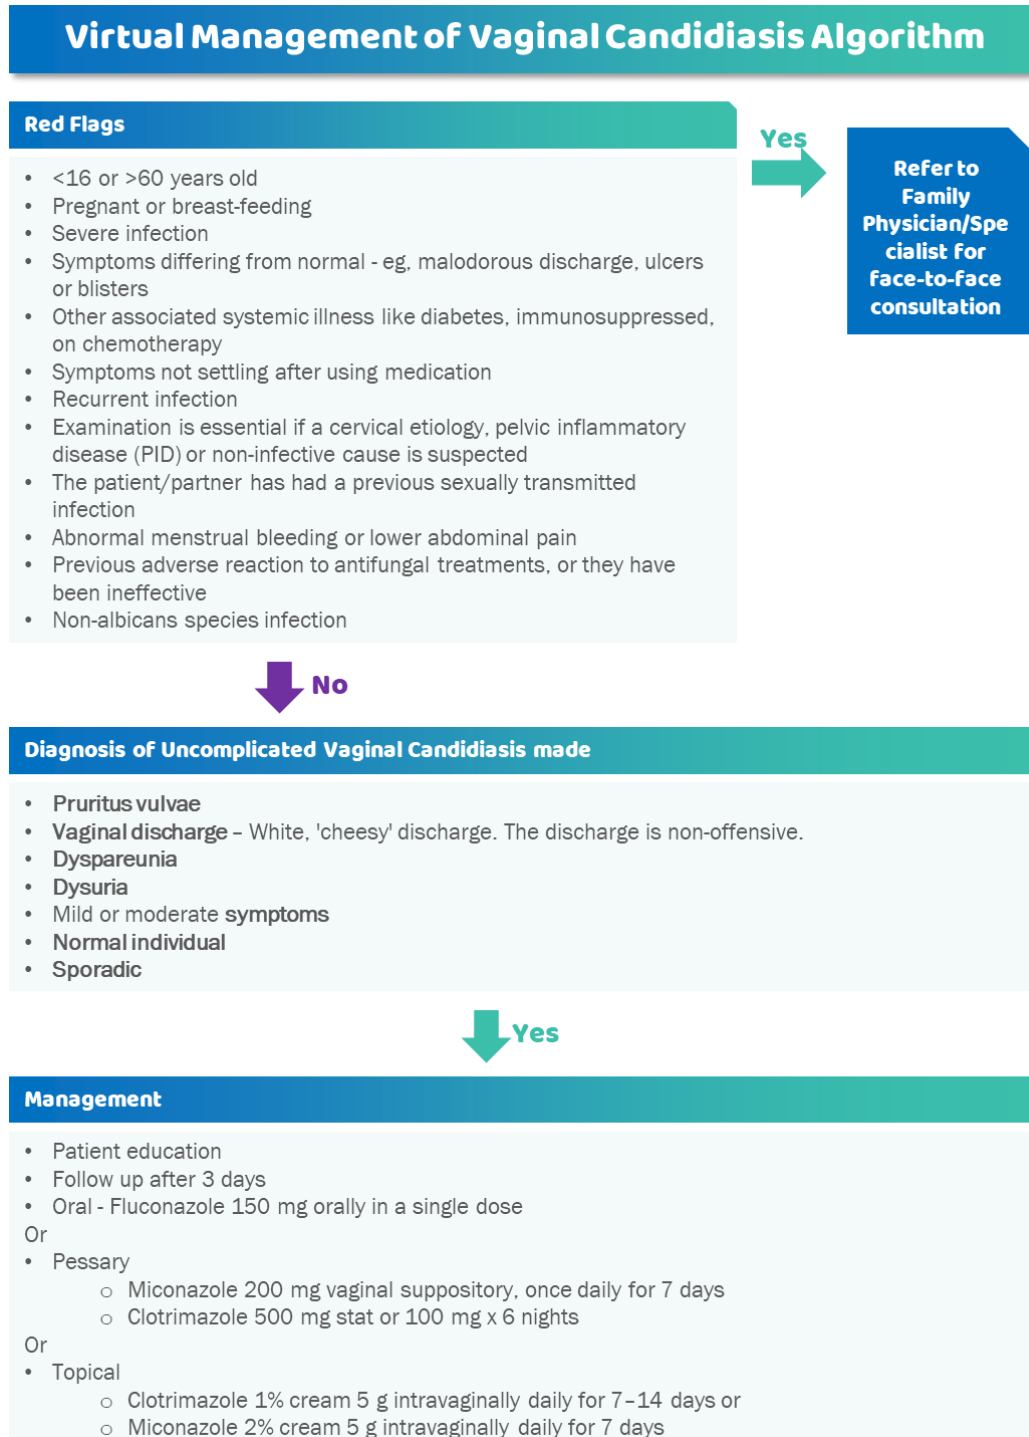 Virtual Management of Vaginal Candidiasis Algorithm
Red Flags
Yes
Refer to
Family
Physician/Spe
cialist for
face-to-face
consultation
• <16 or >60 years old
• Pregnant or breast-feeding
• Severe infection
• Symptoms differing from normal - eg, malodorous discharge, ulcers
or blisters
• Other associated systemic illness like diabetes, immunosuppressed,
on chemotherapy
• Symptoms not settling after using medication
• Recurrent infection
• Examination is essential if a cervical etiology, pelvic inflammatory
disease (PID) or non-infective cause is suspected
• The patient/partner has had a previous sexually transmitted
infection
• Abnormal menstrual bleeding or lower abdominal pain
• Previous adverse reaction to antifungal treatments, or they have
been ineffective
• Non-albicans species infection
No
Diagnosis of Uncomplicated Vaginal Candidiasis made
• Pruritus vulvae
• Vaginal discharge – White, 'cheesy' discharge. The discharge is non-offensive.
• Dyspareunia
• Dysuria
• Mild or moderate symptoms
• Normal individual
• Sporadic
Yes
Management
• Patient education
• Follow up after 3 days
• Oral - Fluconazole 150 mg orally in a single dose
Or
• Pessary
o Miconazole 200 mg vaginal suppository, once daily for 7 days
o Clotrimazole 500 mg stat or 100 mg x 6 nights
Or
• Topical
o Clotrimazole 1% cream 5 g intravaginally daily for 7–14 days or
o Miconazole 2% cream 5 g intravaginally daily for 7 days